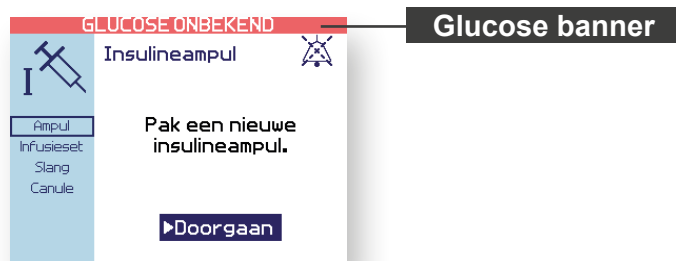 GLUCOSE ONBEKEND
Glucose banner
Insulineampul
I
Ampul
Infusieset
Slang
Canule
Pak een nieuwe
insulineampul.
Doorgaan